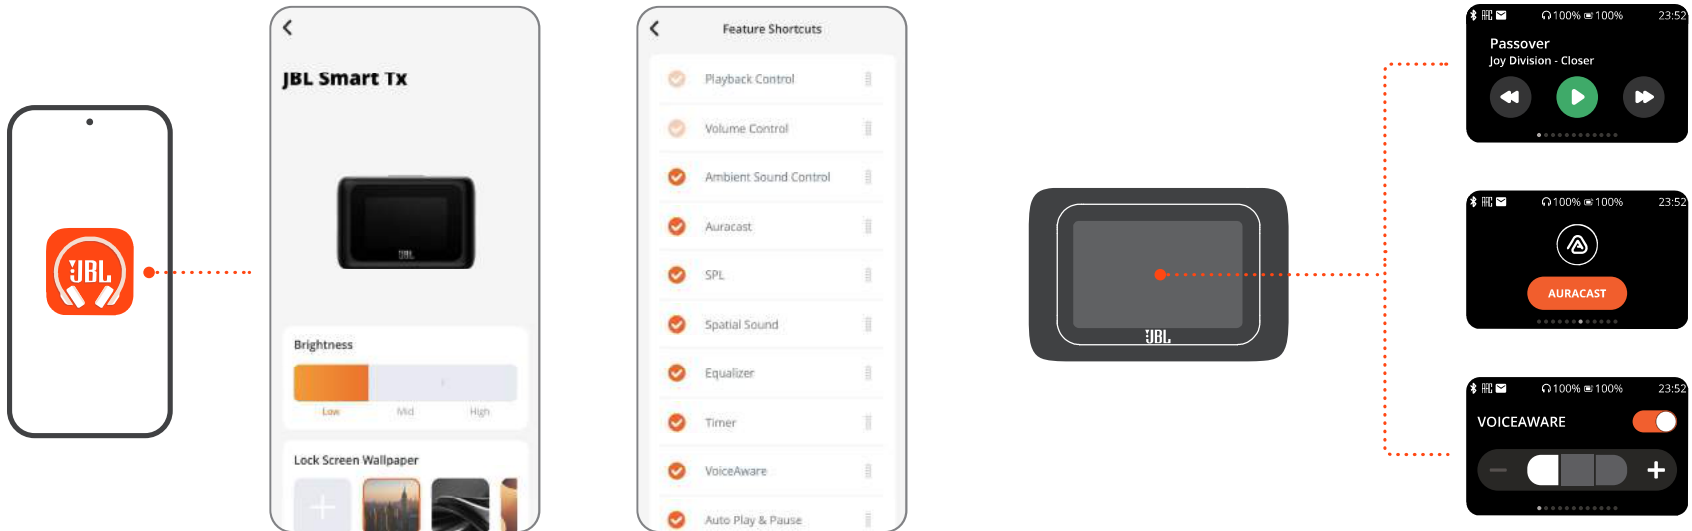 JBL
JBL Smart Tx
JBL
Brightness
Low
Mid
High
Lock Screen Wallpaper
Feature Shortcuts
Playback Control
Volume Control
Ambient Sound Control
Auracast
SPL
Spatial Sound
Equalizer
Timer
VoiceAware
Auto Play & Pause
JBL
100% 100% 23:52
Passover
Joy Division - Closer
100% 100% 23:52
AURACAST
100% 100% 23:52
VOICEAWARE